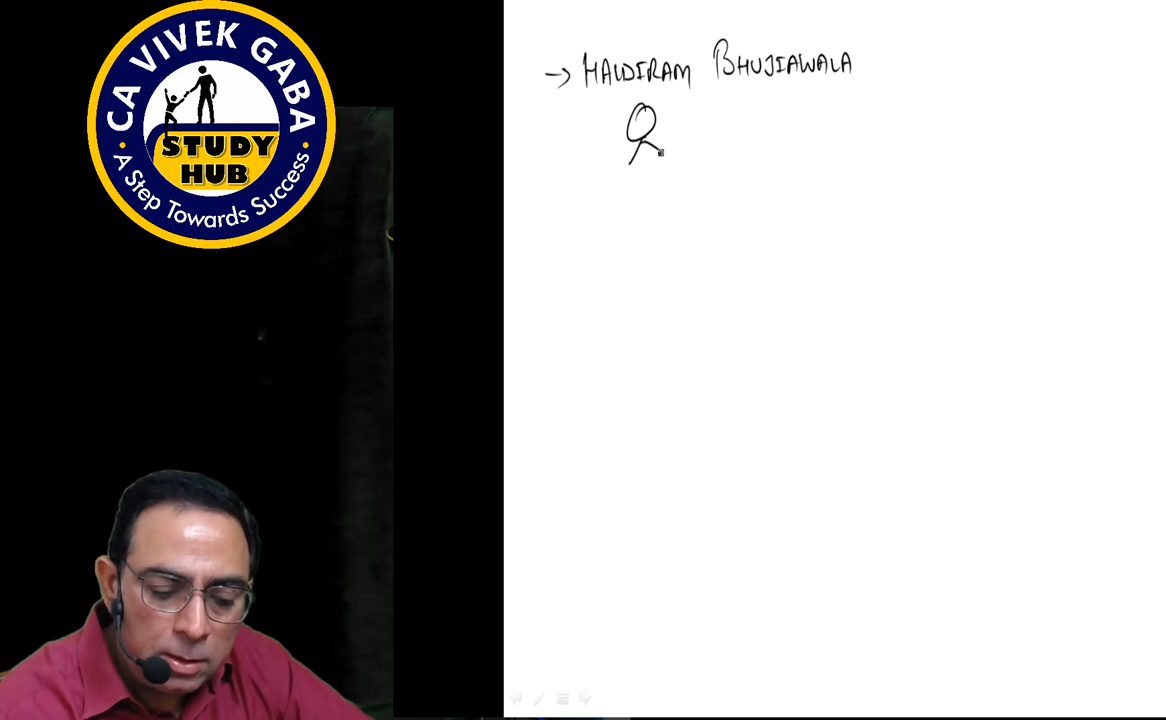 CA VIVEK GABA
STUDY
HUB
A Step Towards Success
→ HALDIRAM BHUJIAWALA